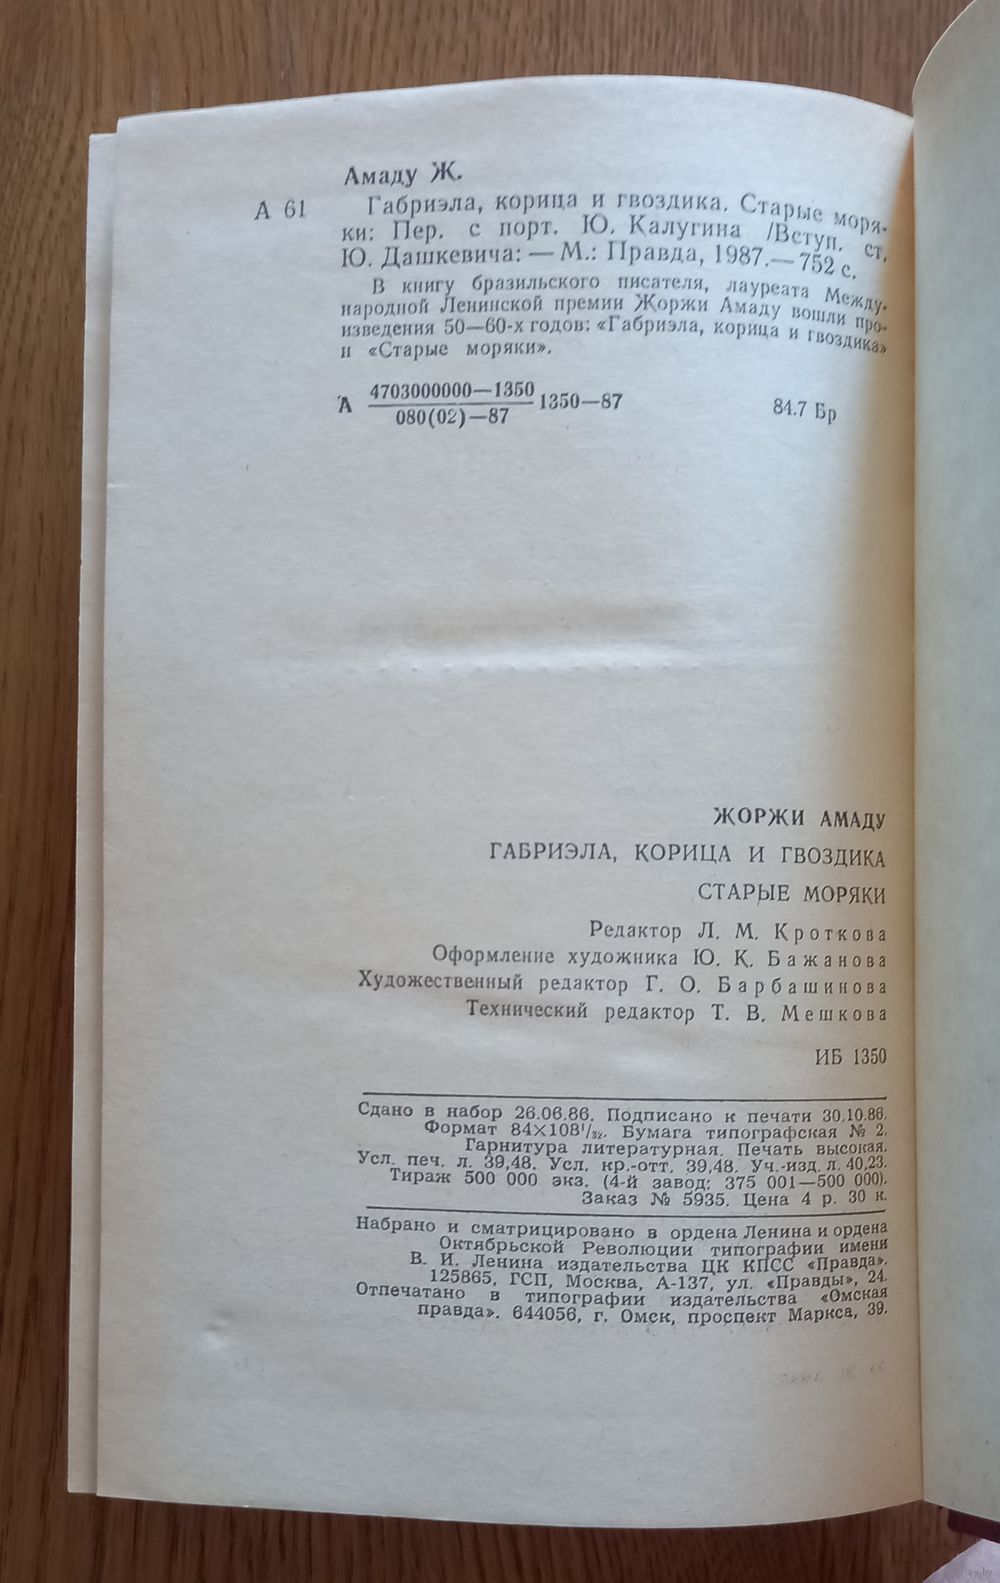 Амаду Ж.
А 61 Габриэла, корица и гвоздика. Старые моря-
ки: Пер. с порт. Ю. Калугина /Вступ. ст.
Ю. Дашкевича: — М.: Правда, 1987.— 752 с.
В книгу бразильского писателя, лауреата Между-
народной Ленинской премии Жоржи Амаду вошли про-
изведения 50—60-х годов: «Габриэла, корица и гвоздика»
и «Старые моряки».
4703000000—1350
А 1350—87 84.7 Бр
080(02)—87
ЖОРЖИ АМАДУ
ГАБРИЭЛА, КОРИЦА И ГВОЗДИКА
СТАРЫЕ МОРЯКИ
Редактор Л. М. Кроткова
Оформление художника Ю. К. Бажанова
Художественный редактор Г. О. Барбашинова
Технический редактор Т. В. Мешкова
ИБ 1350
Сдано в набор 26.06.86. Подписано к печати 30.10.86.
Формат 84×108 1/32. Бумага типографская № 2.
Гарнитура литературная. Печать высокая.
Усл. печ. л. 39,48. Усл. кр.-отт. 39,48. Уч.-изд. л. 40,23.
Тираж 500 000 экз. (4-й завод: 375 001—500 000).
Заказ № 5935. Цена 4 р. 30 к.
Набрано и сматрицировано в ордена Ленина и ордена
Октябрьской Революции типографии имени
В. И. Ленина издательства ЦК КПСС «Правда».
125865, ГСП, Москва, А-137, ул. «Правды», 24.
Отпечатано в типографии издательства «Омская
правда». 644056, г. Омск, проспект Маркса, 39.